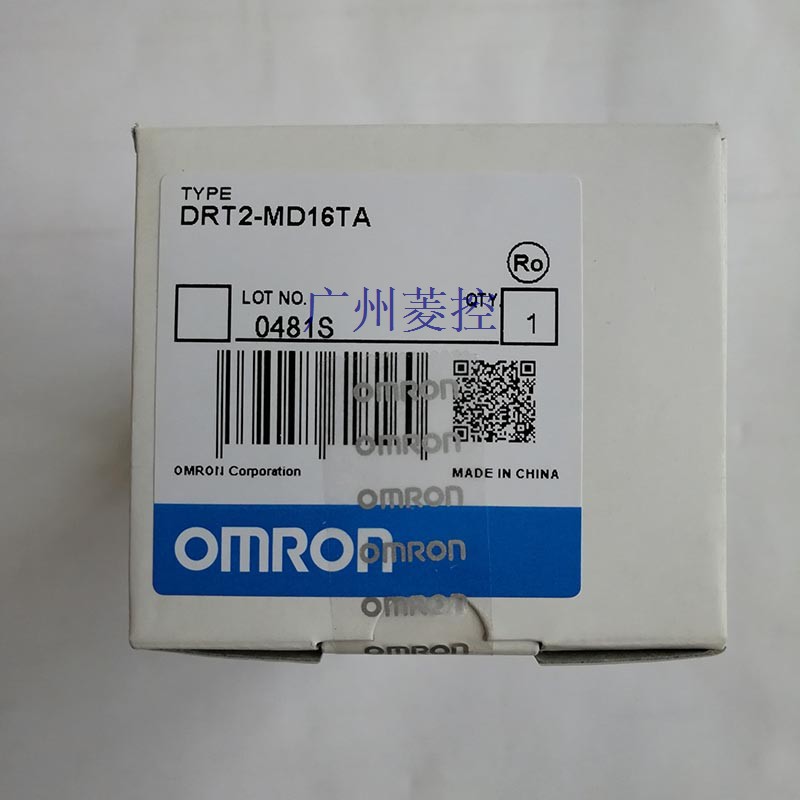 TYPE
DRT2-MD16TA
Ro
LOT NO. 广州菱控 QTY.
0481S 1
OMRON
OMRON
OMRON Corporation MADE IN CHINA
OMRON
OMRON OMRON
OMRON
OMRON